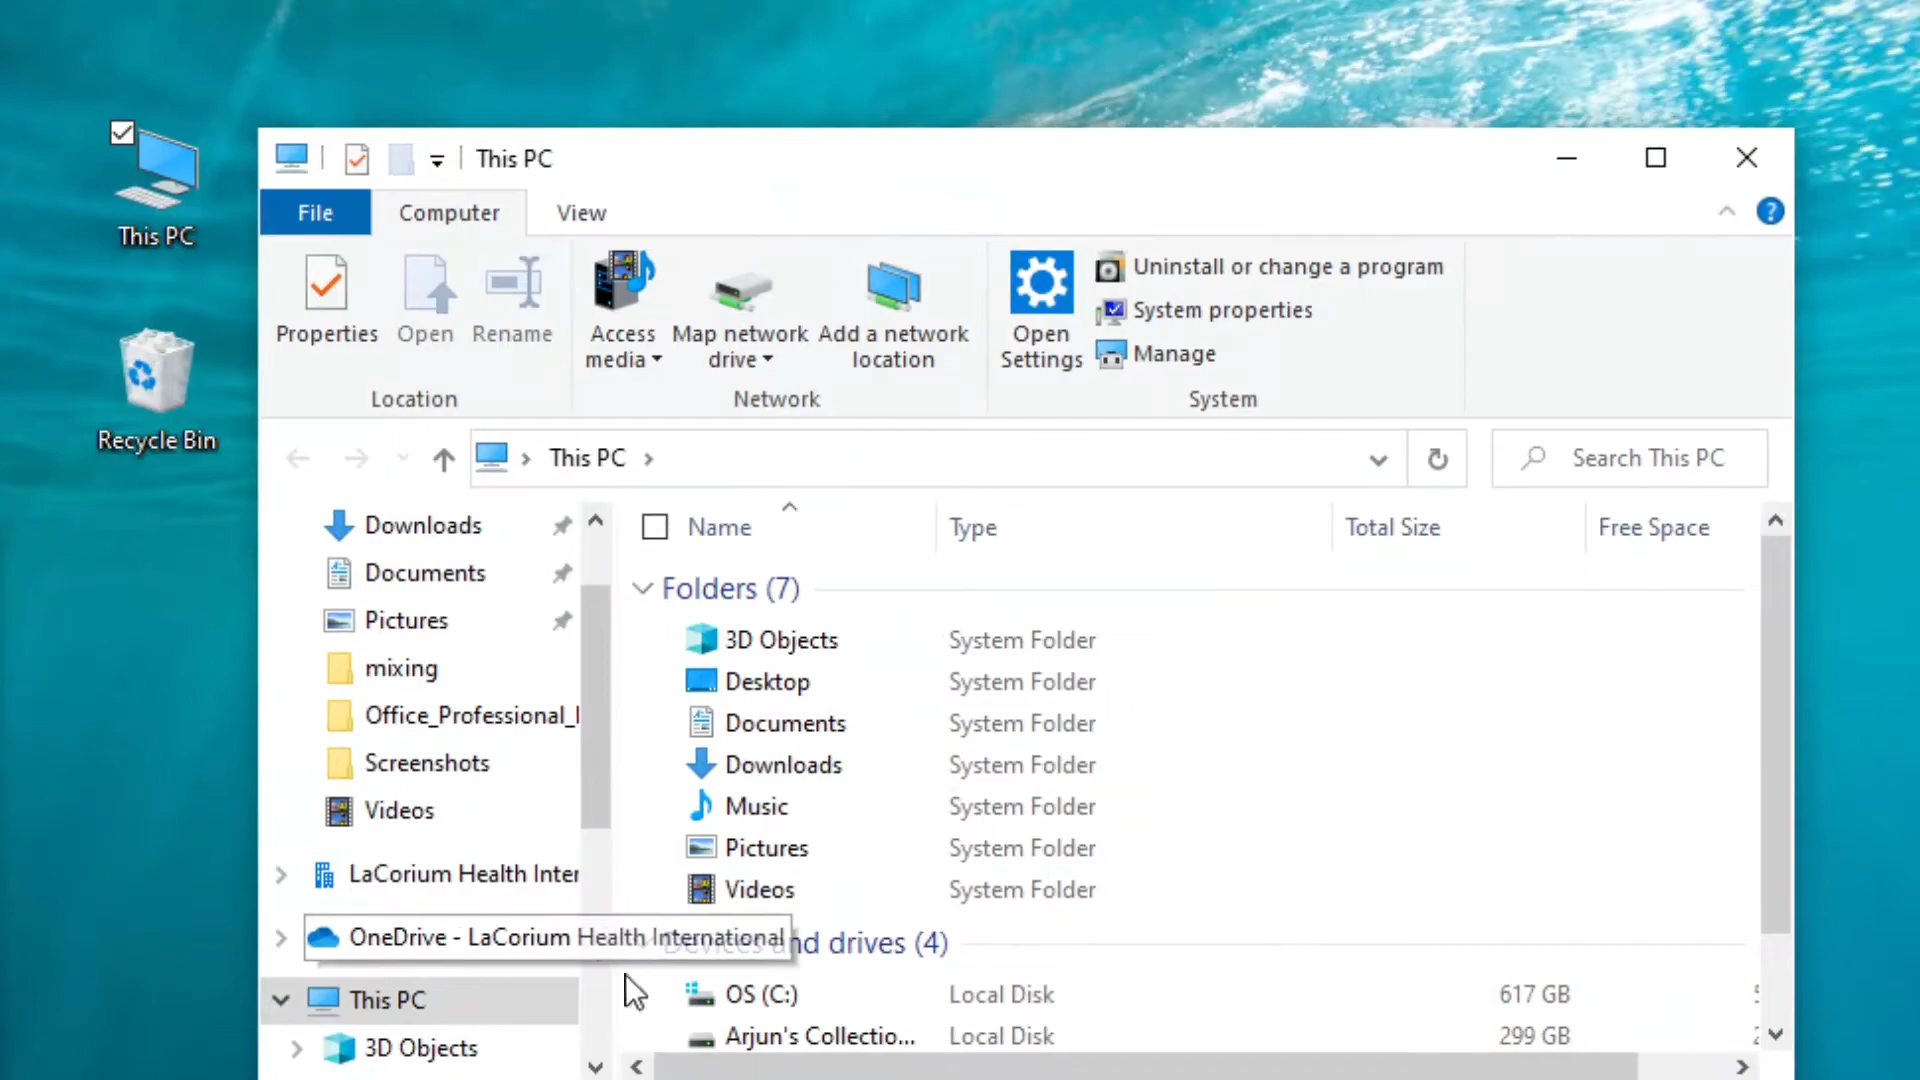 This PC
Recycle Bin
This PC
File
Computer
View
Properties
Open
Rename
Access media
Map network drive
Add a network location
Open Settings
Uninstall or change a program
System properties
Manage
Location
Network
System
This PC
Search This PC
Downloads
Documents
Pictures
mixing
Office_Professional_
Screenshots
Videos
LaCorium Health Inter
OneDrive - LaCorium Health International
This PC
3D Objects
Name
Type
Total Size
Free Space
Folders (7)
3D Objects System Folder
Desktop System Folder
Documents System Folder
Downloads System Folder
Music System Folder
Pictures System Folder
Videos System Folder
Devices and drives (4)
OS (C:) Local Disk 617 GB
Arjun's Collectio... Local Disk 299 GB